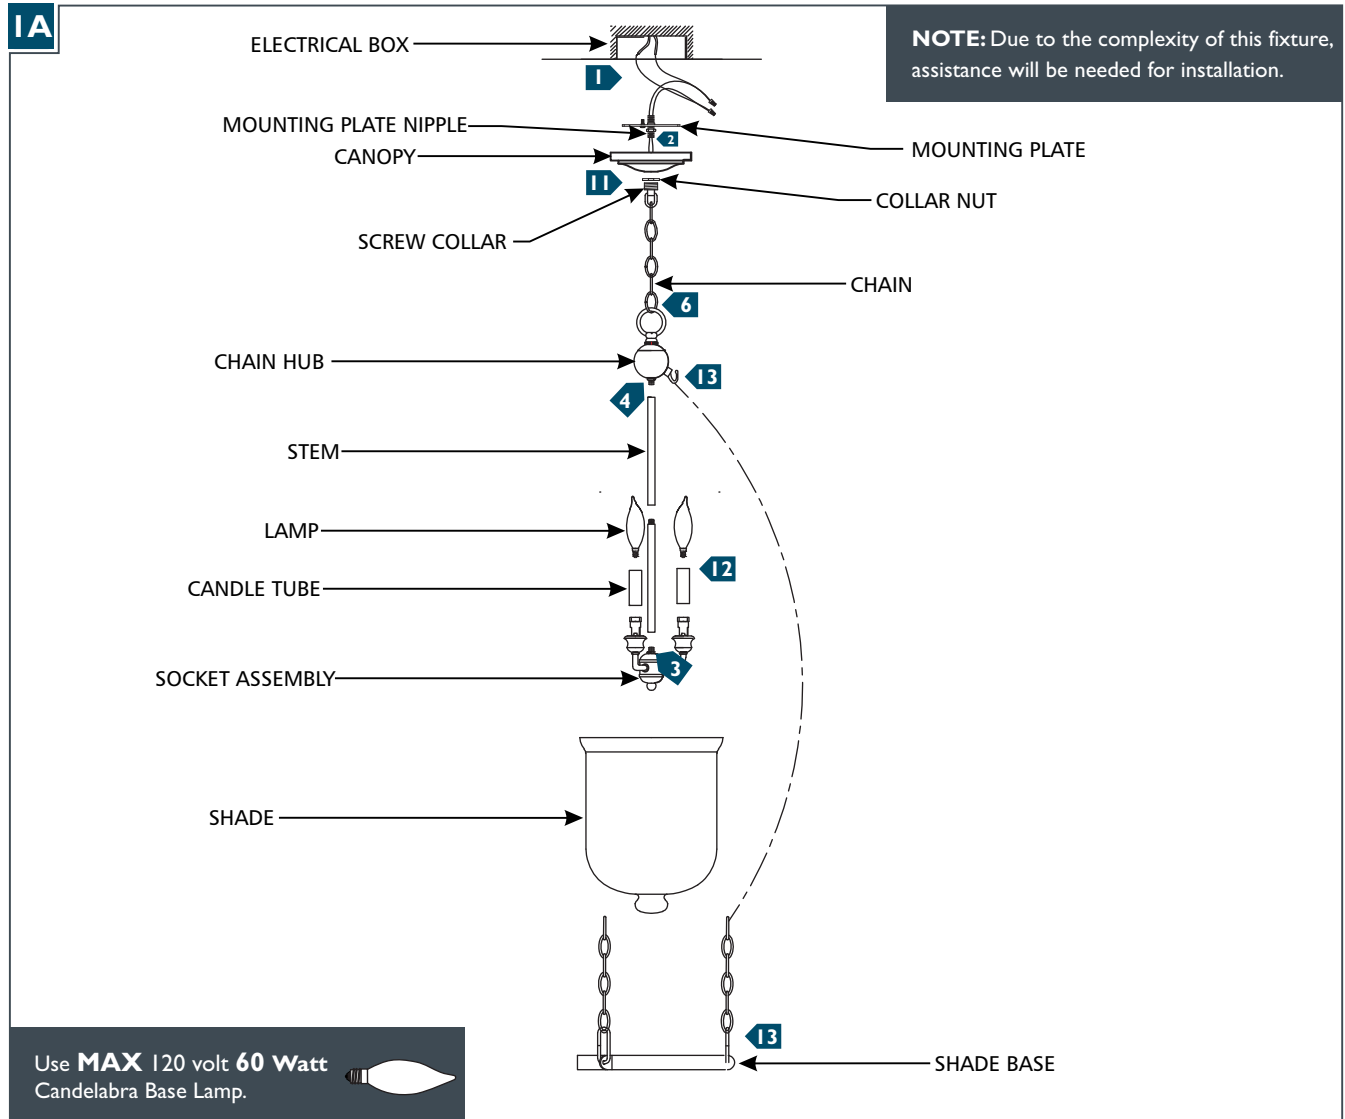 1A
NOTE: Due to the complexity of this fixture,
assistance will be needed for installation.
ELECTRICAL BOX
1
MOUNTING PLATE NIPPLE
2
MOUNTING PLATE
CANOPY
11
COLLAR NUT
SCREW COLLAR
CHAIN
6
CHAIN HUB
13
4
STEM
LAMP
12
CANDLE TUBE
3
SOCKET ASSEMBLY
SHADE
13
SHADE BASE
Use MAX 120 volt 60 Watt
Candelabra Base Lamp.